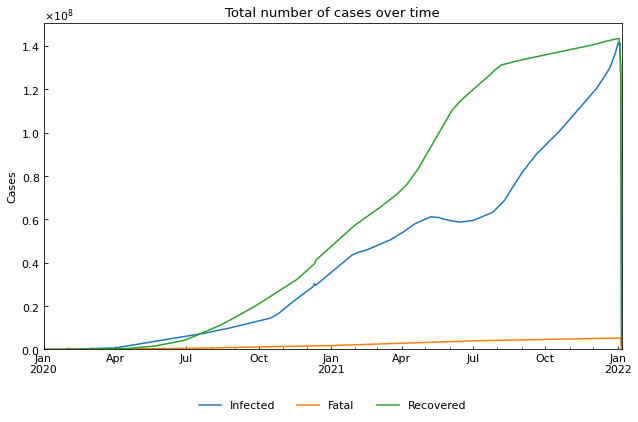 Total number of cases over time
×10⁸
1.4
1.2
1.0
0.8
0.6
0.4
0.2
0.0
Cases
Jan Apr Jul Oct Jan Apr Jul Oct Jan
2020 2021 2022
Infected Fatal Recovered